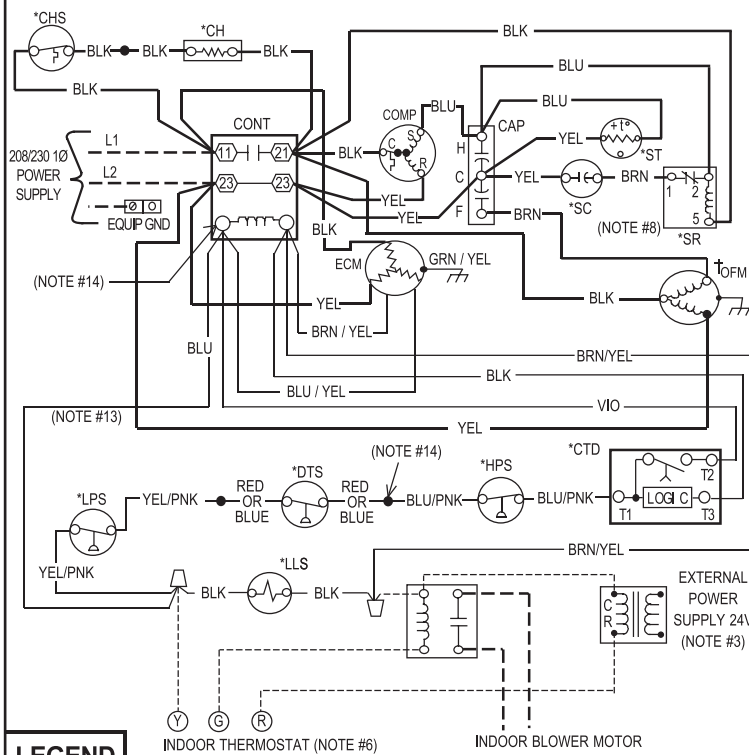 *CHS
BLK
BLK
*CH
BLK
BLK
BLK
BLU
BLU
CONT
COMP
BLU
CAP
+t°
*ST
L1
11
21
BLK
C
S
R
H
YEL
208/230 1Ø
POWER
SUPPLY
L2
23
23
YEL
C
YEL
*SC
BRN
1
2
5
YEL
EQUIP GND
BLK
F
BRN
(NOTE #8)
*SR
(NOTE #14)
ECM
GRN / YEL
†OFM
YEL
BLK
BLU
BRN / YEL
BRN/YEL
BLK
BLU / YEL
VIO
(NOTE #13)
YEL
(NOTE #14)
*CTD
*LPS
YEL/PNK
RED
OR
BLUE
*DTS
RED
OR
BLUE
BLU/PNK
*HPS
BLU/PNK
T1
LOGIC
T2
T3
YEL/PNK
BRN/YEL
*LLS
BLK
BLK
C
R
EXTERNAL
POWER
SUPPLY 24V
(NOTE #3)
Y
G
R
INDOOR THERMOSTAT (NOTE #6)
INDOOR BLOWER MOTOR
LEGEND